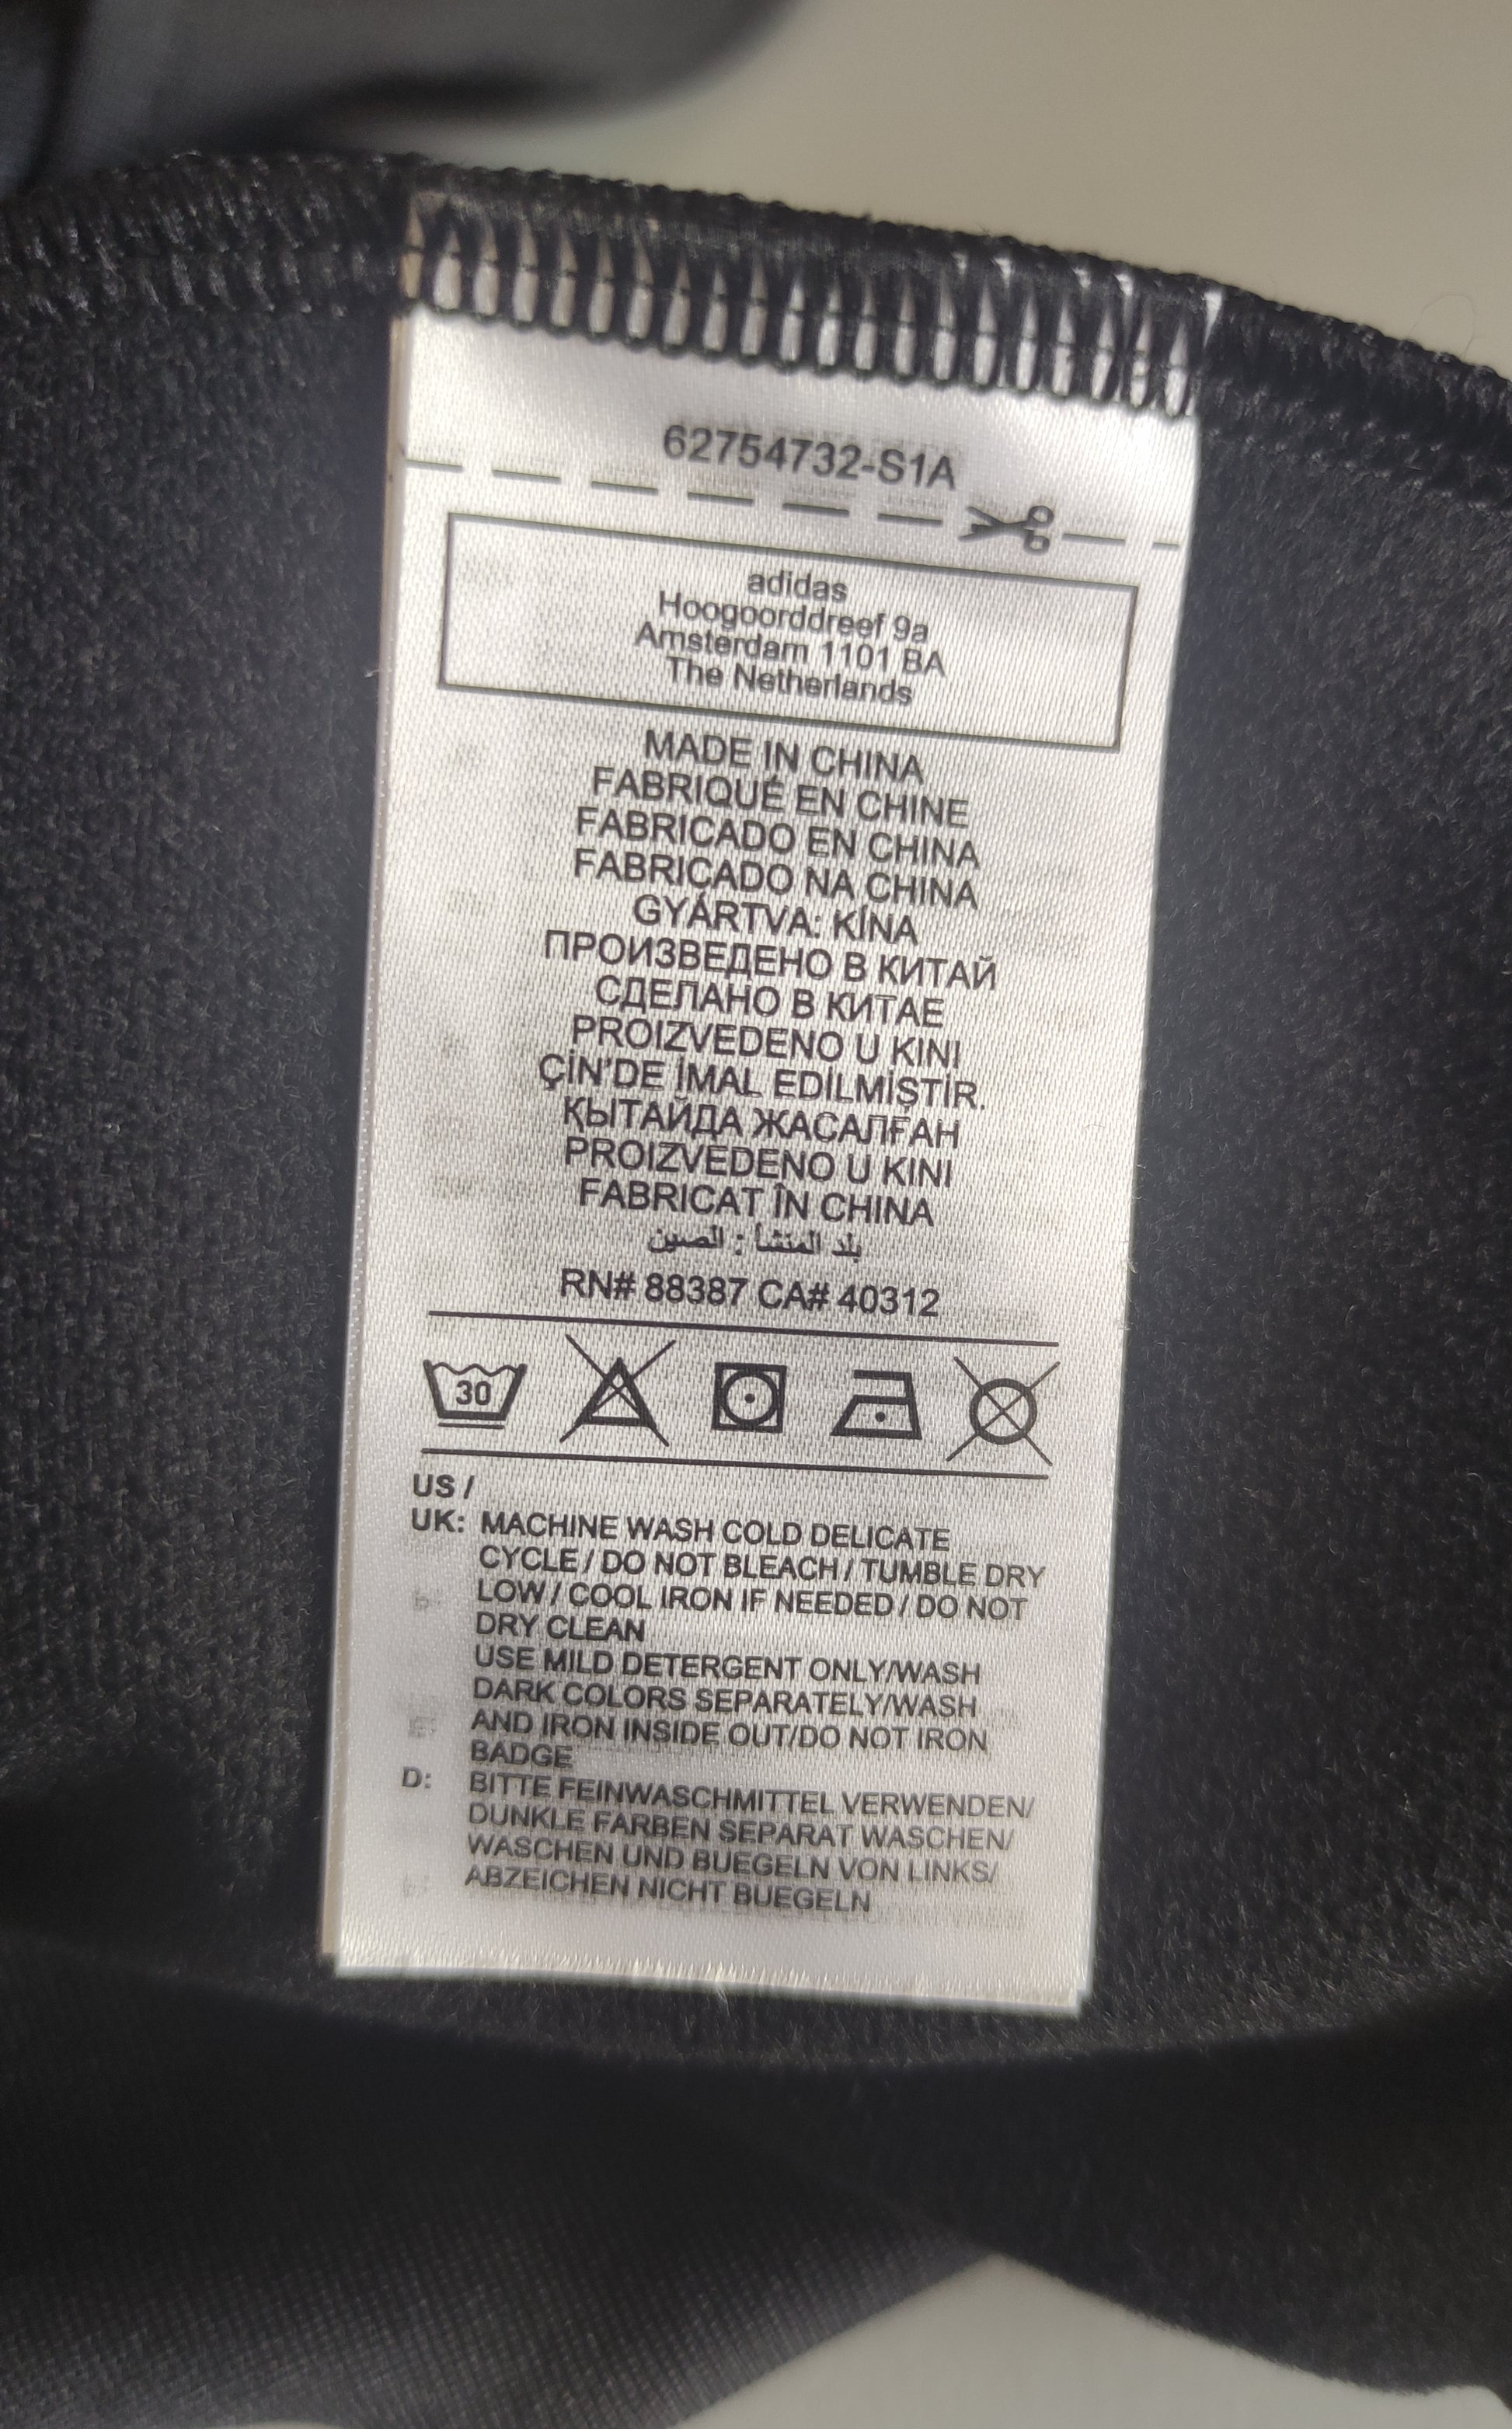 62754732-S1A
adidas
Hoogoorddreef 9a
Amsterdam 1101 BA
The Netherlands
MADE IN CHINA
FABRIQUÉ EN CHINE
FABRICADO EN CHINA
FABRICADO NA CHINA
GYÁRTVA: KÍNA
ПРОИЗВЕДЕНО В КИТАЙ
СДЕЛАНО В КИТАЕ
PROIZVEDENO U KINI
ÇİN'DE İMAL EDİLMİŞTİR.
ҚЫТАЙДА ЖАСАЛҒАН
PROIZVEDENO U KINI
FABRICAT ÎN CHINA
بلد المنشأ : الصين
RN# 88387 CA# 40312
30
US /
UK: MACHINE WASH COLD DELICATE
CYCLE / DO NOT BLEACH / TUMBLE DRY
LOW / COOL IRON IF NEEDED / DO NOT
DRY CLEAN
USE MILD DETERGENT ONLY/WASH
DARK COLORS SEPARATELY/WASH
AND IRON INSIDE OUT/DO NOT IRON
BADGE
D: BITTE FEINWASCHMITTEL VERWENDEN/
DUNKLE FARBEN SEPARAT WASCHEN/
WASCHEN UND BUEGELN VON LINKS/
ABZEICHEN NICHT BUEGELN